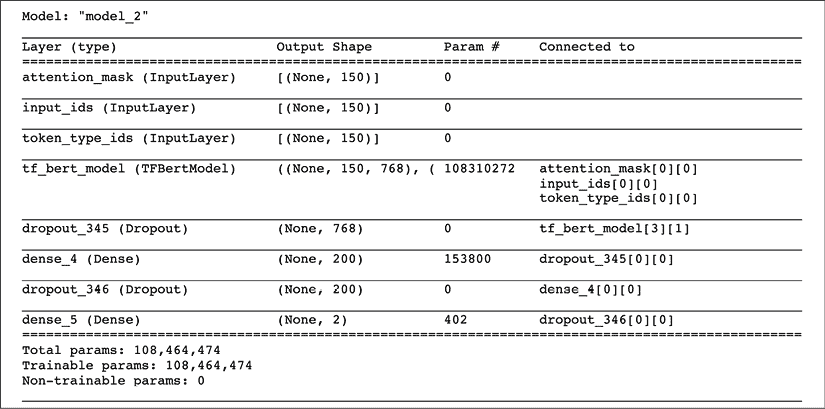 Model: "model_2"
Layer (type) Output Shape Param # Connected to
==================================================================================================
attention_mask (InputLayer) [(None, 150)] 0
input_ids (InputLayer) [(None, 150)] 0
token_type_ids (InputLayer) [(None, 150)] 0
tf_bert_model (TFBertModel) ((None, 150, 768), ( 108310272 attention_mask[0][0]
input_ids[0][0]
token_type_ids[0][0]
dropout_345 (Dropout) (None, 768) 0 tf_bert_model[3][1]
dense_4 (Dense) (None, 200) 153800 dropout_345[0][0]
dropout_346 (Dropout) (None, 200) 0 dense_4[0][0]
dense_5 (Dense) (None, 2) 402 dropout_346[0][0]
==================================================================================================
Total params: 108,464,474
Trainable params: 108,464,474
Non-trainable params: 0